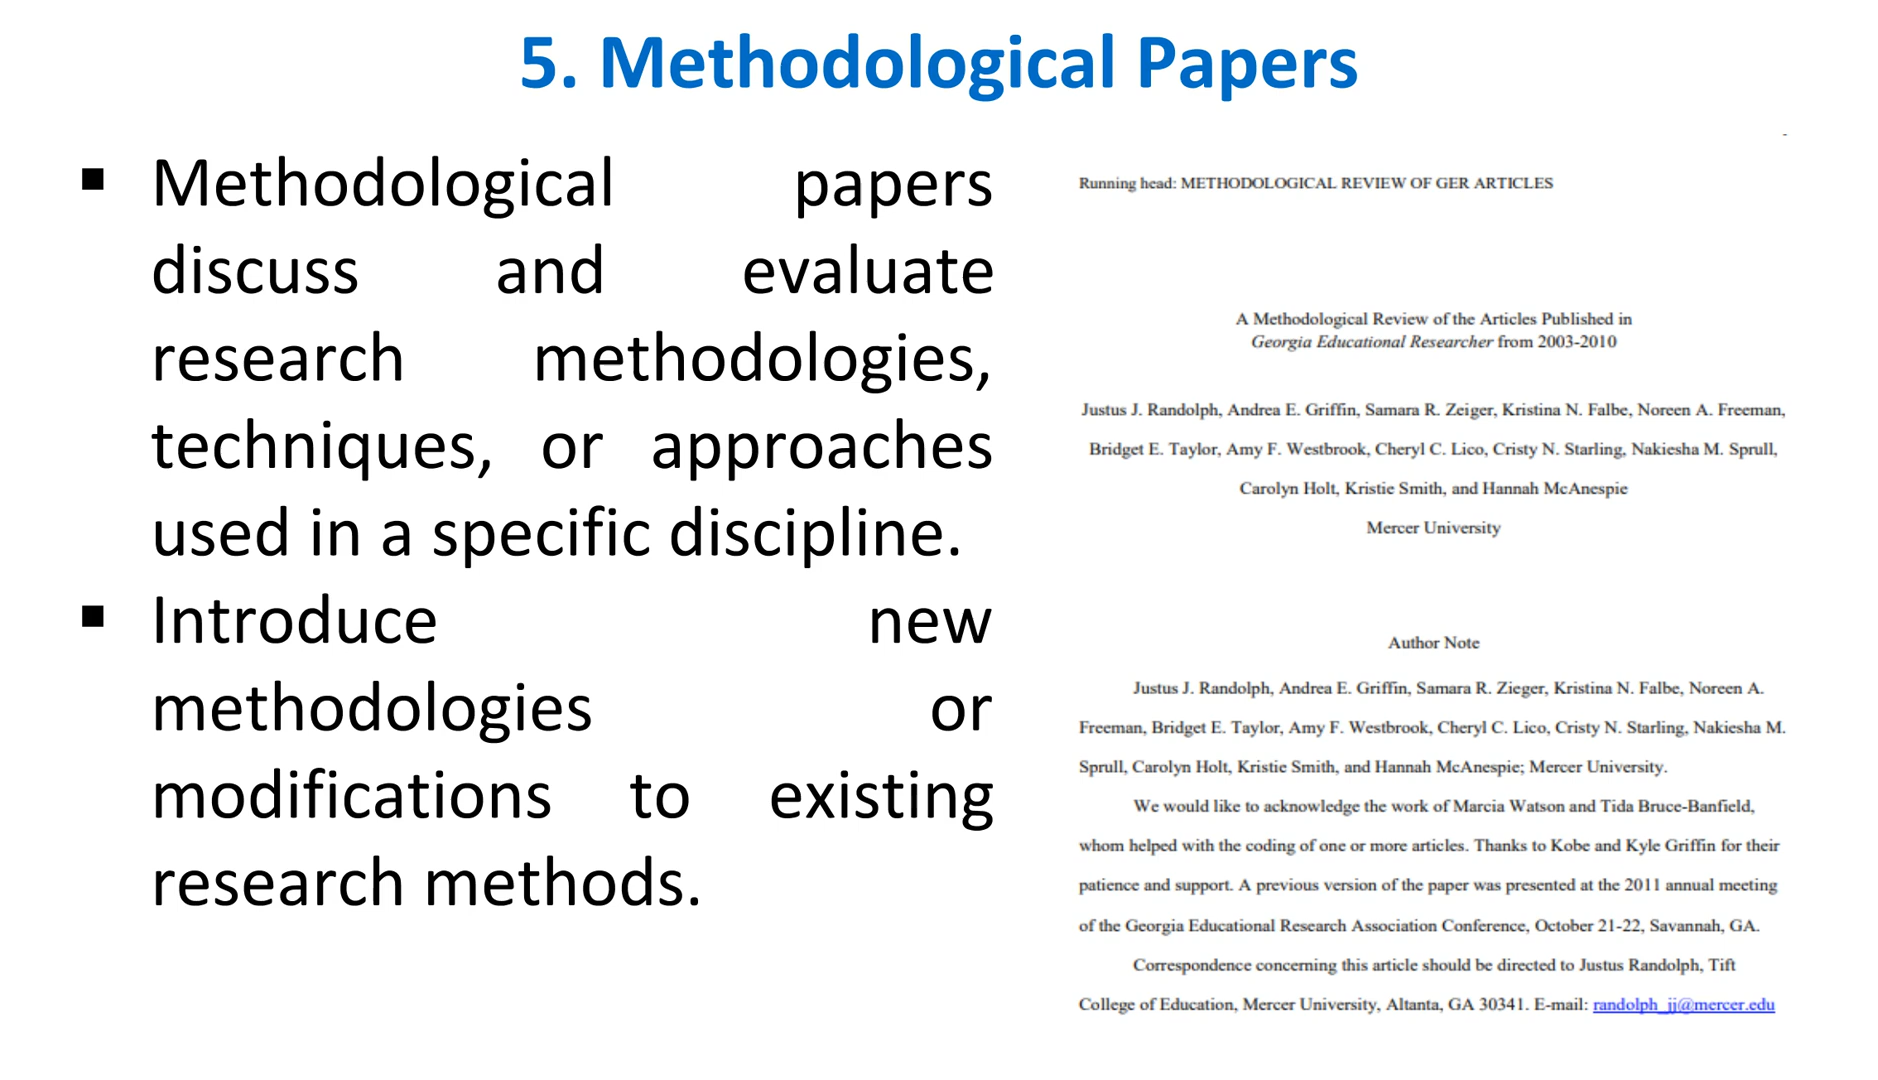 5. Methodological Papers
▪ Methodological papers
discuss and evaluate
research methodologies,
techniques, or approaches
used in a specific discipline.
▪ Introduce new
methodologies or
modifications to existing
research methods.
Running head: METHODOLOGICAL REVIEW OF GER ARTICLES
A Methodological Review of the Articles Published in
Georgia Educational Researcher from 2003-2010
Justus J. Randolph, Andrea E. Griffin, Samara R. Zeiger, Kristina N. Falbe, Noreen A. Freeman,
Bridget E. Taylor, Amy F. Westbrook, Cheryl C. Lico, Cristy N. Starling, Nakiesha M. Sprull,
Carolyn Holt, Kristie Smith, and Hannah McAnespie
Mercer University
Author Note
Justus J. Randolph, Andrea E. Griffin, Samara R. Zieger, Kristina N. Falbe, Noreen A.
Freeman, Bridget E. Taylor, Amy F. Westbrook, Cheryl C. Lico, Cristy N. Starling, Nakiesha M.
Sprull, Carolyn Holt, Kristie Smith, and Hannah McAnespie; Mercer University.
We would like to acknowledge the work of Marcia Watson and Tida Bruce-Banfield,
whom helped with the coding of one or more articles. Thanks to Kobe and Kyle Griffin for their
patience and support. A previous version of the paper was presented at the 2011 annual meeting
of the Georgia Educational Research Association Conference, October 21-22, Savannah, GA.
Correspondence concerning this article should be directed to Justus Randolph, Tift
College of Education, Mercer University, Altanta, GA 30341. E-mail: randolph_jj@mercer.edu